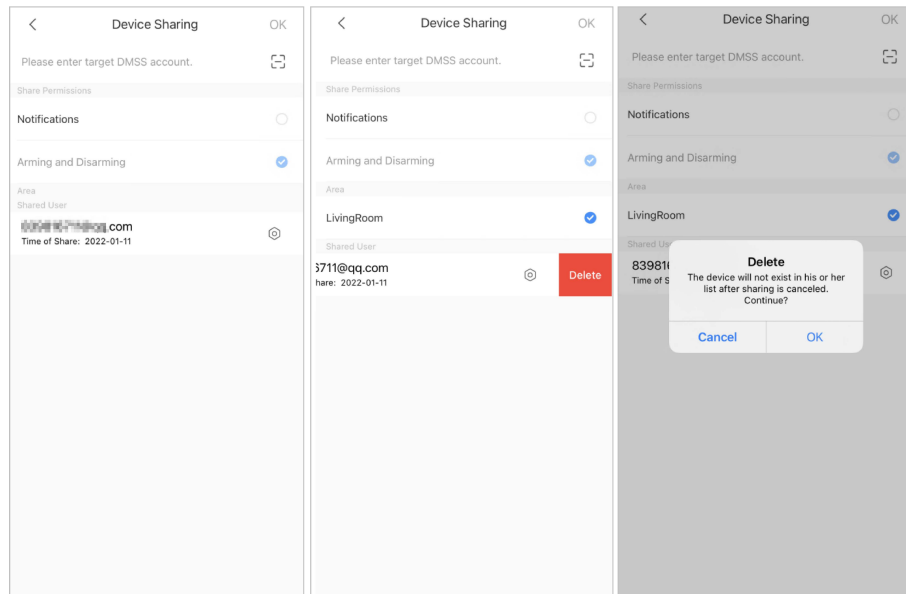 Device Sharing
OK
Please enter target DMSS account.
Share Permissions
Notifications
Arming and Disarming
Area
Shared User
.com
Time of Share: 2022-01-11
Device Sharing
OK
Please enter target DMSS account.
Share Permissions
Notifications
Arming and Disarming
Area
LivingRoom
Shared User
5711@qq.com
hare: 2022-01-11
Delete
Device Sharing
OK
Please enter target DMSS account.
Share Permissions
Notifications
Arming and Disarming
Area
LivingRoom
Shared Us
83981
Time of S
Delete
The device will not exist in his or her
list after sharing is canceled.
Continue?
Cancel
OK